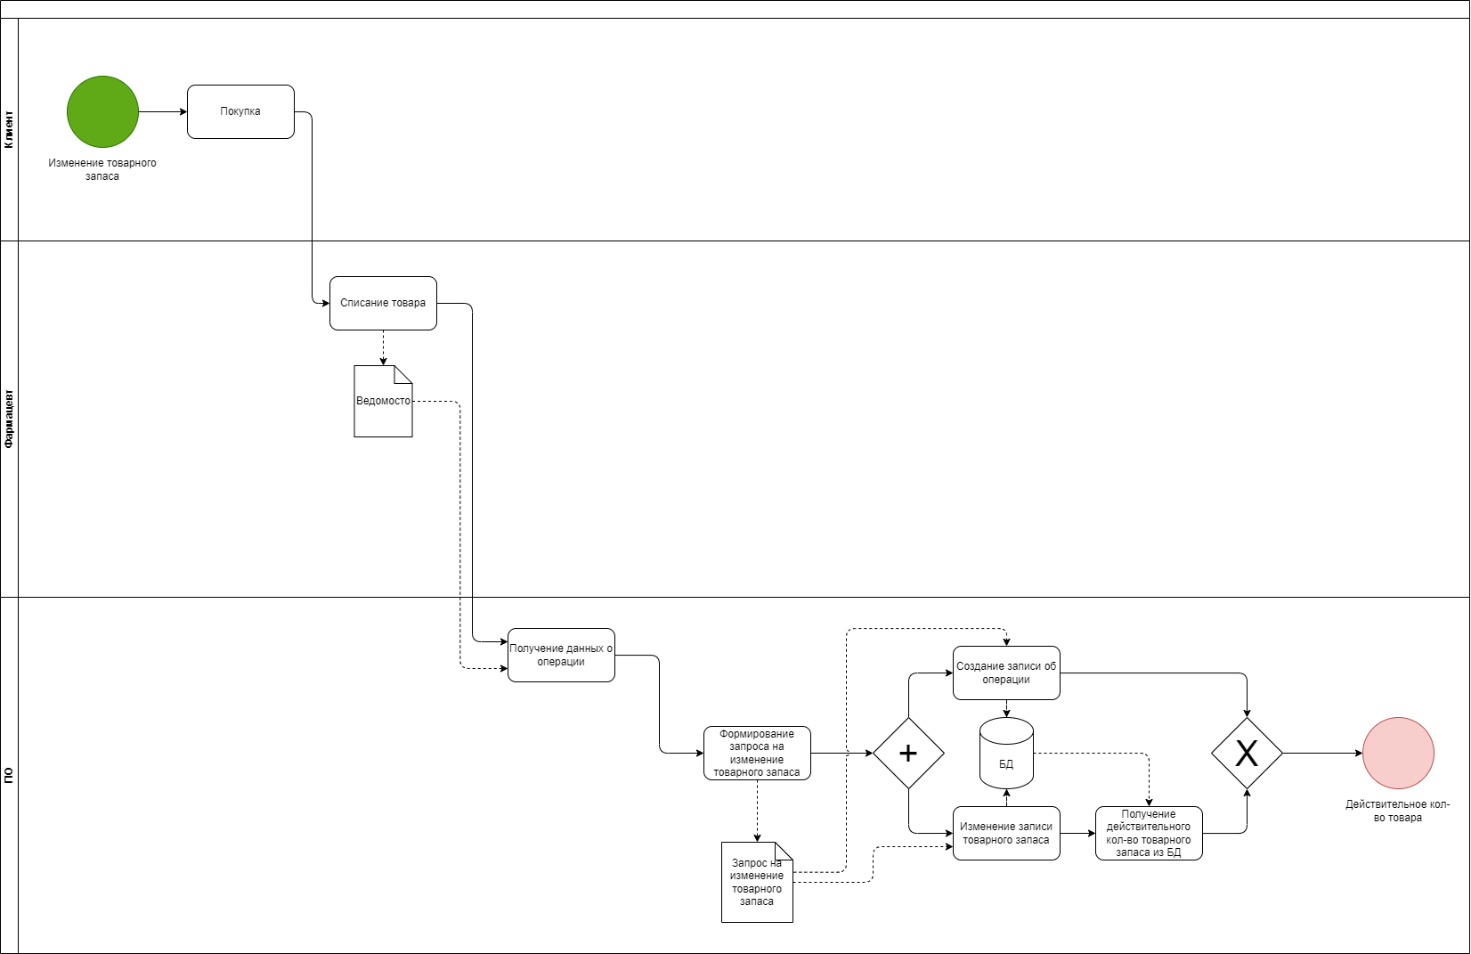 Клиент
Покупка
Изменение товарного
запаса
Фармацевт
Списание товара
Ведомосто
ПО
Получение данных о
операции
Формирование
запроса на
изменение
товарного запаса
Запрос на
изменение
товарного
запаса
+
Создание записи об
операции
БД
Изменение записи
товарного запаса
Получение
действительного
кол-во товарного
запаса из БД
X
Действительное кол-
во товара